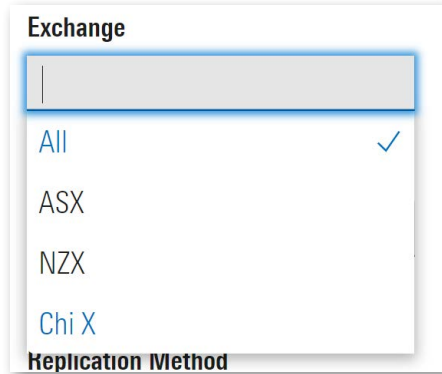 Exchange
All
ASX
NZX
Chi X
Replication Method